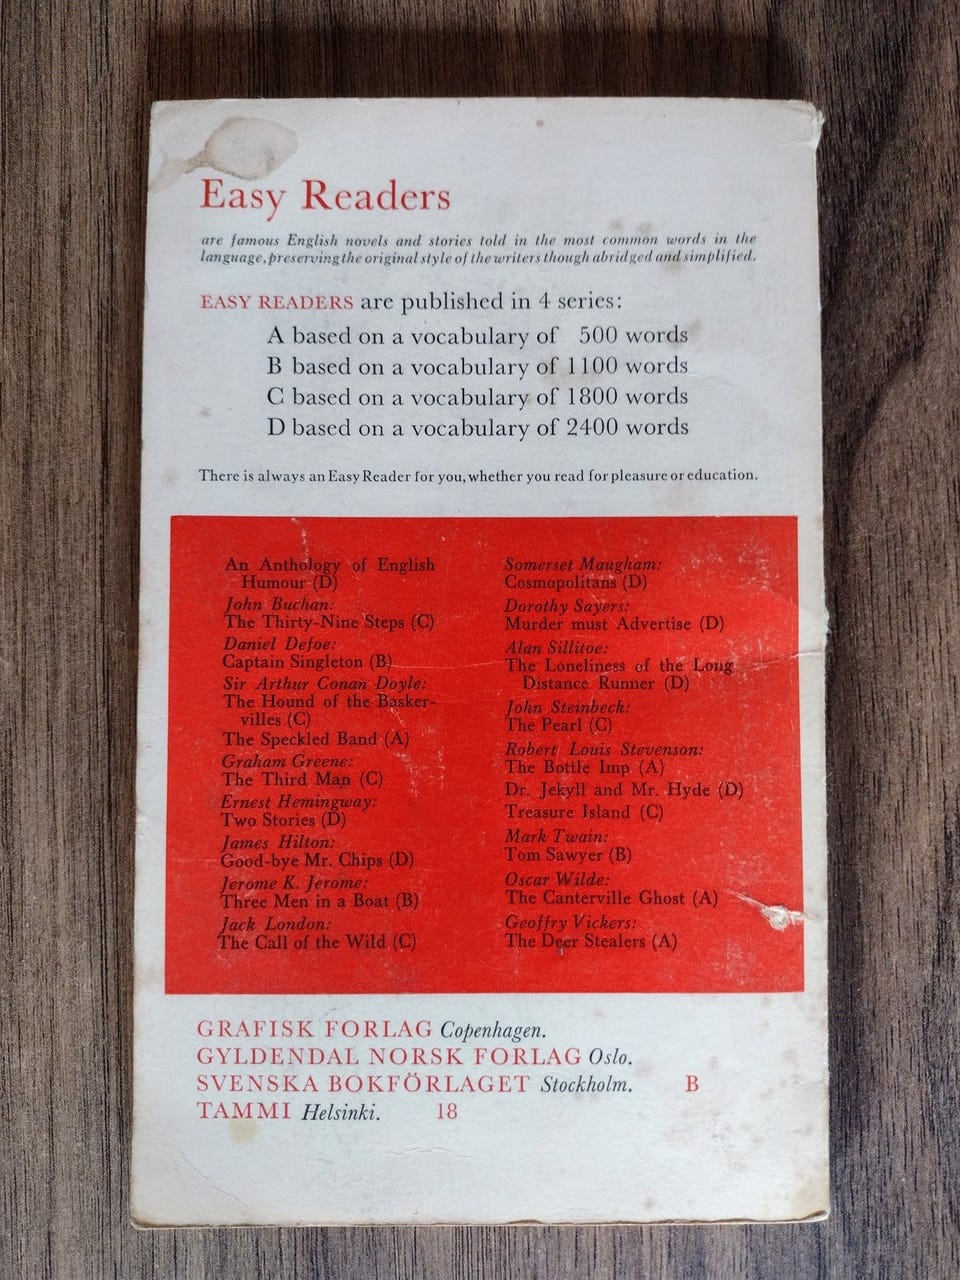 Easy Readers
are famous English novels and stories told in the most common words in the
language, preserving the original style of the writers though abridged and simplified.
EASY READERS are published in 4 series:
A based on a vocabulary of 500 words
B based on a vocabulary of 1100 words
C based on a vocabulary of 1800 words
D based on a vocabulary of 2400 words
There is always an Easy Reader for you, whether you read for pleasure or education.
An Anthology of English
Humour (D)
John Buchan:
The Thirty-Nine Steps (C)
Daniel Defoe:
Captain Singleton (B)
Sir Arthur Conan Doyle:
The Hound of the Basker-
villes (C)
The Speckled Band (A)
Graham Greene:
The Third Man (C)
Ernest Hemingway:
Two Stories (D)
James Hilton:
Good-bye Mr. Chips (D)
Jerome K. Jerome:
Three Men in a Boat (B)
Jack London:
The Call of the Wild (C)
Somerset Maugham:
Cosmopolitans (D)
Dorothy Sayers:
Murder must Advertise (D)
Alan Sillitoe:
The Loneliness of the Long
Distance Runner (D)
John Steinbeck:
The Pearl (C)
Robert Louis Stevenson:
The Bottle Imp (A)
Dr. Jekyll and Mr. Hyde (D)
Treasure Island (C)
Mark Twain:
Tom Sawyer (B)
Oscar Wilde:
The Canterville Ghost (A)
Geoffry Vickers:
The Deer Stealers (A)
GRAFISK FORLAG Copenhagen.
GYLDENDAL NORSK FORLAG Oslo.
SVENSKA BOKFÖRLAGET Stockholm. B
TAMMI Helsinki. 18